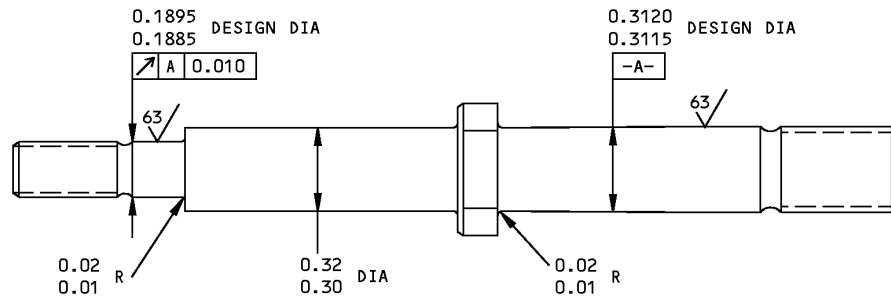 0.1895
0.1885 DESIGN DIA
A 0.010
63
0.3120
0.3115 DESIGN DIA
-A-
63
0.02
0.01 R
0.32
0.30 DIA
0.02
0.01 R